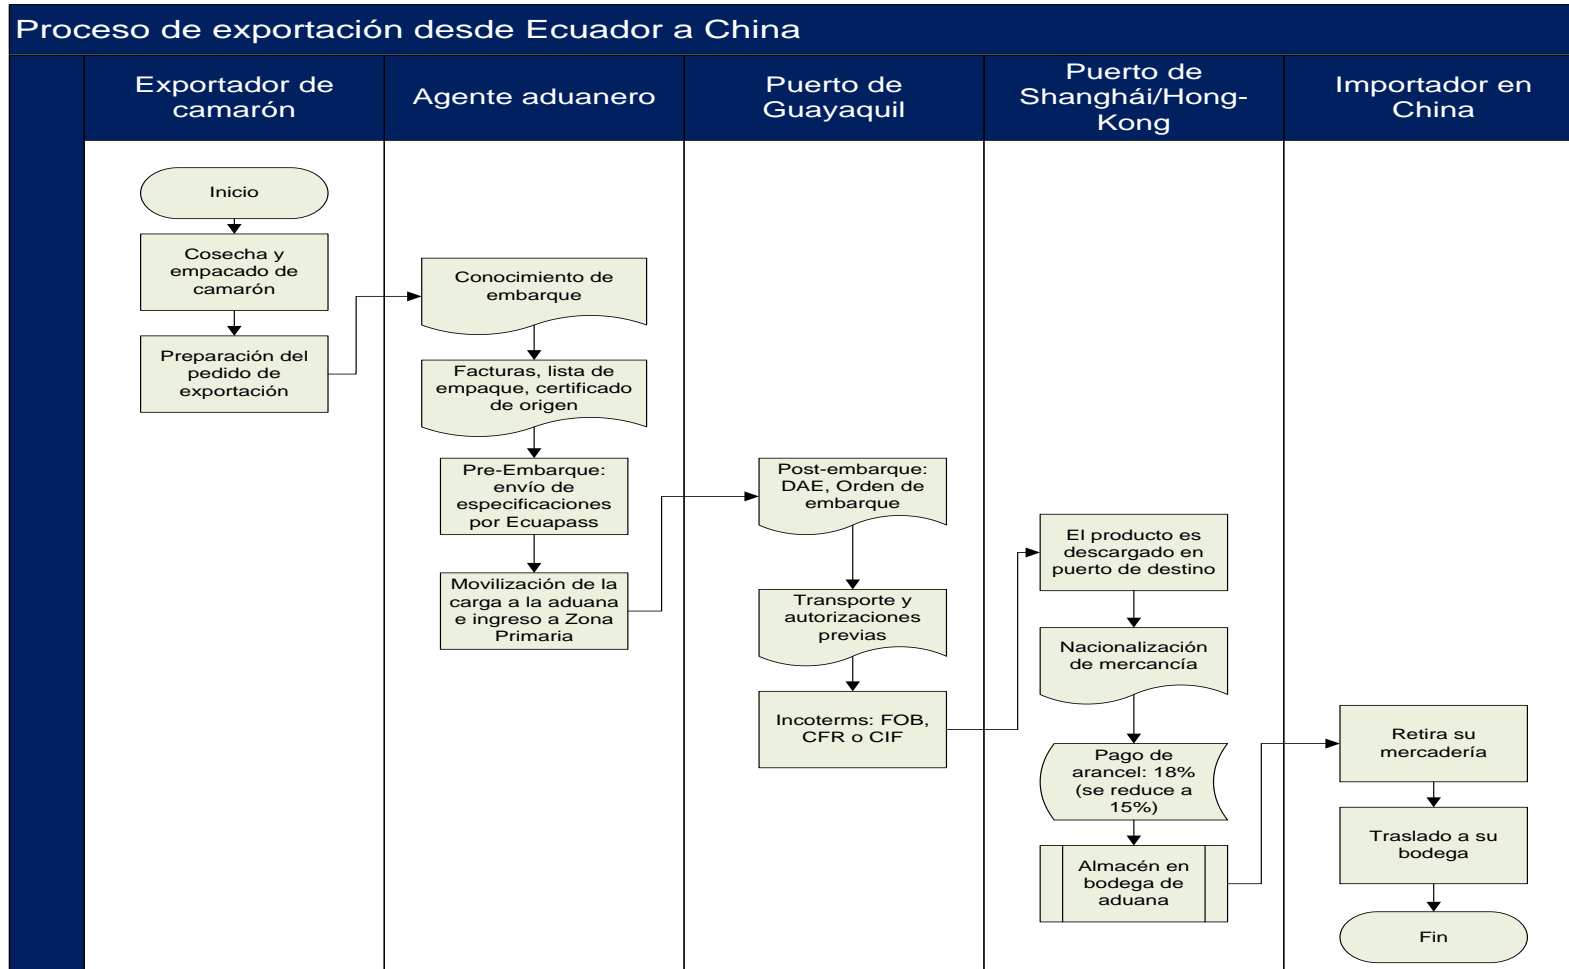 Proceso de exportación desde Ecuador a China
Exportador de
camarón
Agente aduanero
Puerto de
Guayaquil
Puerto de
Shanghái/Hong-
Kong
Importador en
China
Inicio
Cosecha y
empacado de
camarón
Preparación del
pedido de
exportación
Conocimiento de
embarque
Facturas, lista de
empaque, certificado
de origen
Pre-Embarque:
envío de
especificaciones
por Ecuapass
Movilización de la
carga a la aduana
e ingreso a Zona
Primaria
Post-embarque:
DAE, Orden de
embarque
Transporte y
autorizaciones
previas
Incoterms: FOB,
CFR o CIF
El producto es
descargado en
puerto de destino
Nacionalización
de mercancía
Pago de
arancel: 18%
(se reduce a
15%)
Almacén en
bodega de
aduana
Retira su
mercadería
Traslado a su
bodega
Fin